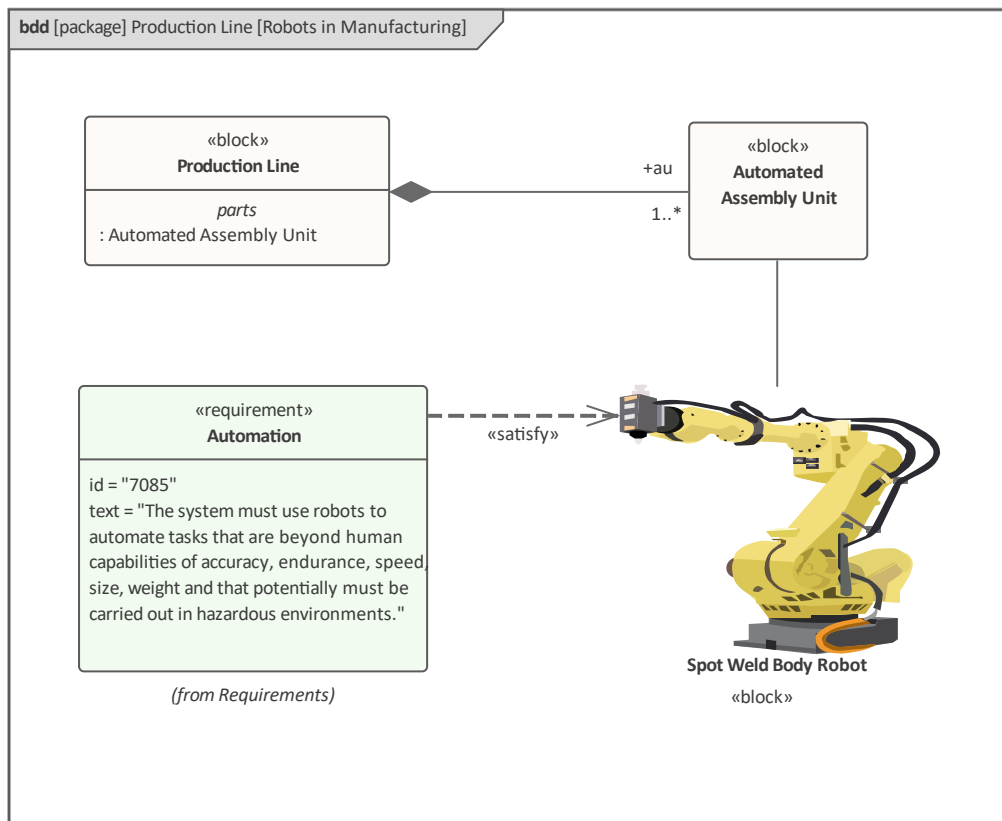 bdd [package] Production Line [Robots in Manufacturing]
«block»
Production Line
parts
: Automated Assembly Unit
+au
1..*
«block»
Automated
Assembly Unit
«requirement»
Automation
id = "7085"
text = "The system must use robots to
automate tasks that are beyond human
capabilities of accuracy, endurance, speed,
size, weight and that potentially must be
carried out in hazardous environments."
(from Requirements)
«satisfy»
Spot Weld Body Robot
«block»